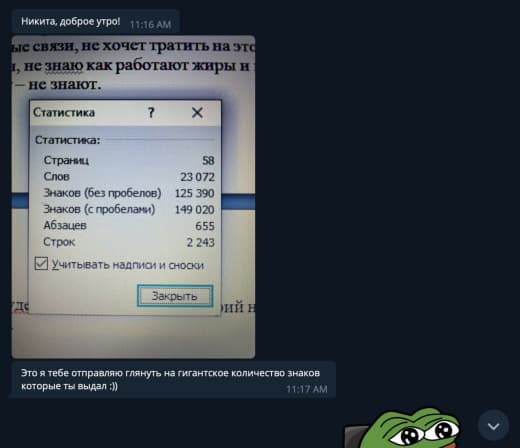 Никита, доброе утро! 11:16 AM
ые связи, не хочет тратить на это
, не знаю как работают жиры и
– не знают.
Статистика ? ×
Статистика:
Страниц 58
Слов 23 072
Знаков (без пробелов) 125 390
Знаков (с пробелами) 149 020
Абзацев 655
Строк 2 243
Учитывать надписи и сноски
Закрыть
Это я тебе отправляю глянуть на гигантское количество знаков
которые ты выдал :)) 11:17 AM